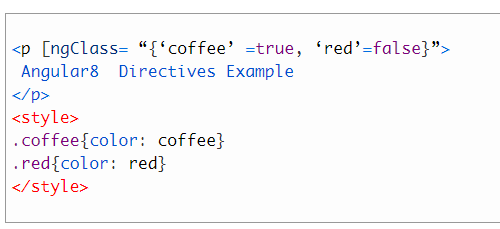 <p [ngClass= “{‘coffee’ =true, ‘red’=false}”>
Angular8  Directives Example
</p>
<style>
.coffee{color: coffee}
.red{color: red}
</style>